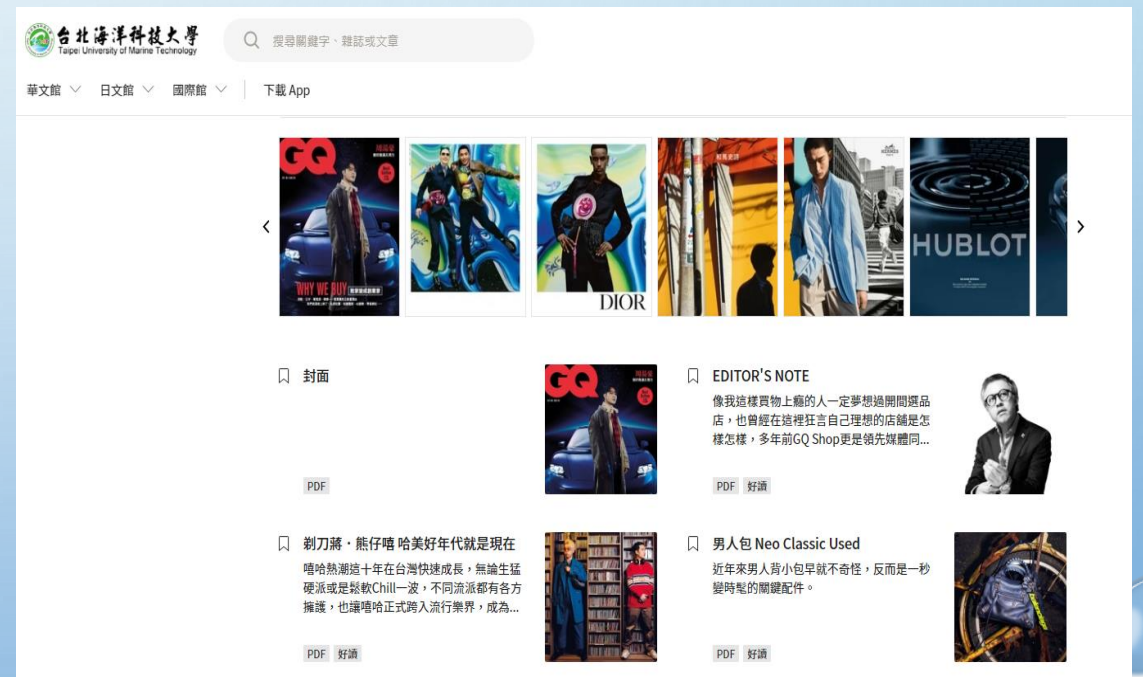 台北海洋科技大學
Taipei University of Marine Technology
搜尋關鍵字、雜誌或文章
華文館 日文館 國際館 下載 App
GQ
WHY WE BUY
DIOR
HERMÈS
HUBLOT
封面
PDF
GQ
EDITOR'S NOTE
像我這樣買物上癮的人一定夢想過開間選品
店，也曾經在這裡狂言自己理想的店舖是怎
樣怎樣，多年前GQ Shop更是領先媒體同...
PDF 好讀
剃刀蔣．熊仔嘻 哈美好年代就是現在
嘻哈熱潮這十年在台灣快速成長，無論生猛
硬派或是鬆軟Chill一波，不同流派都有各方
擁護，也讓嘻哈正式跨入流行樂界，成為...
PDF 好讀
男人包 Neo Classic Used
近年來男人背小包早就不奇怪，反而是一秒
變時髦的關鍵配件。
PDF 好讀